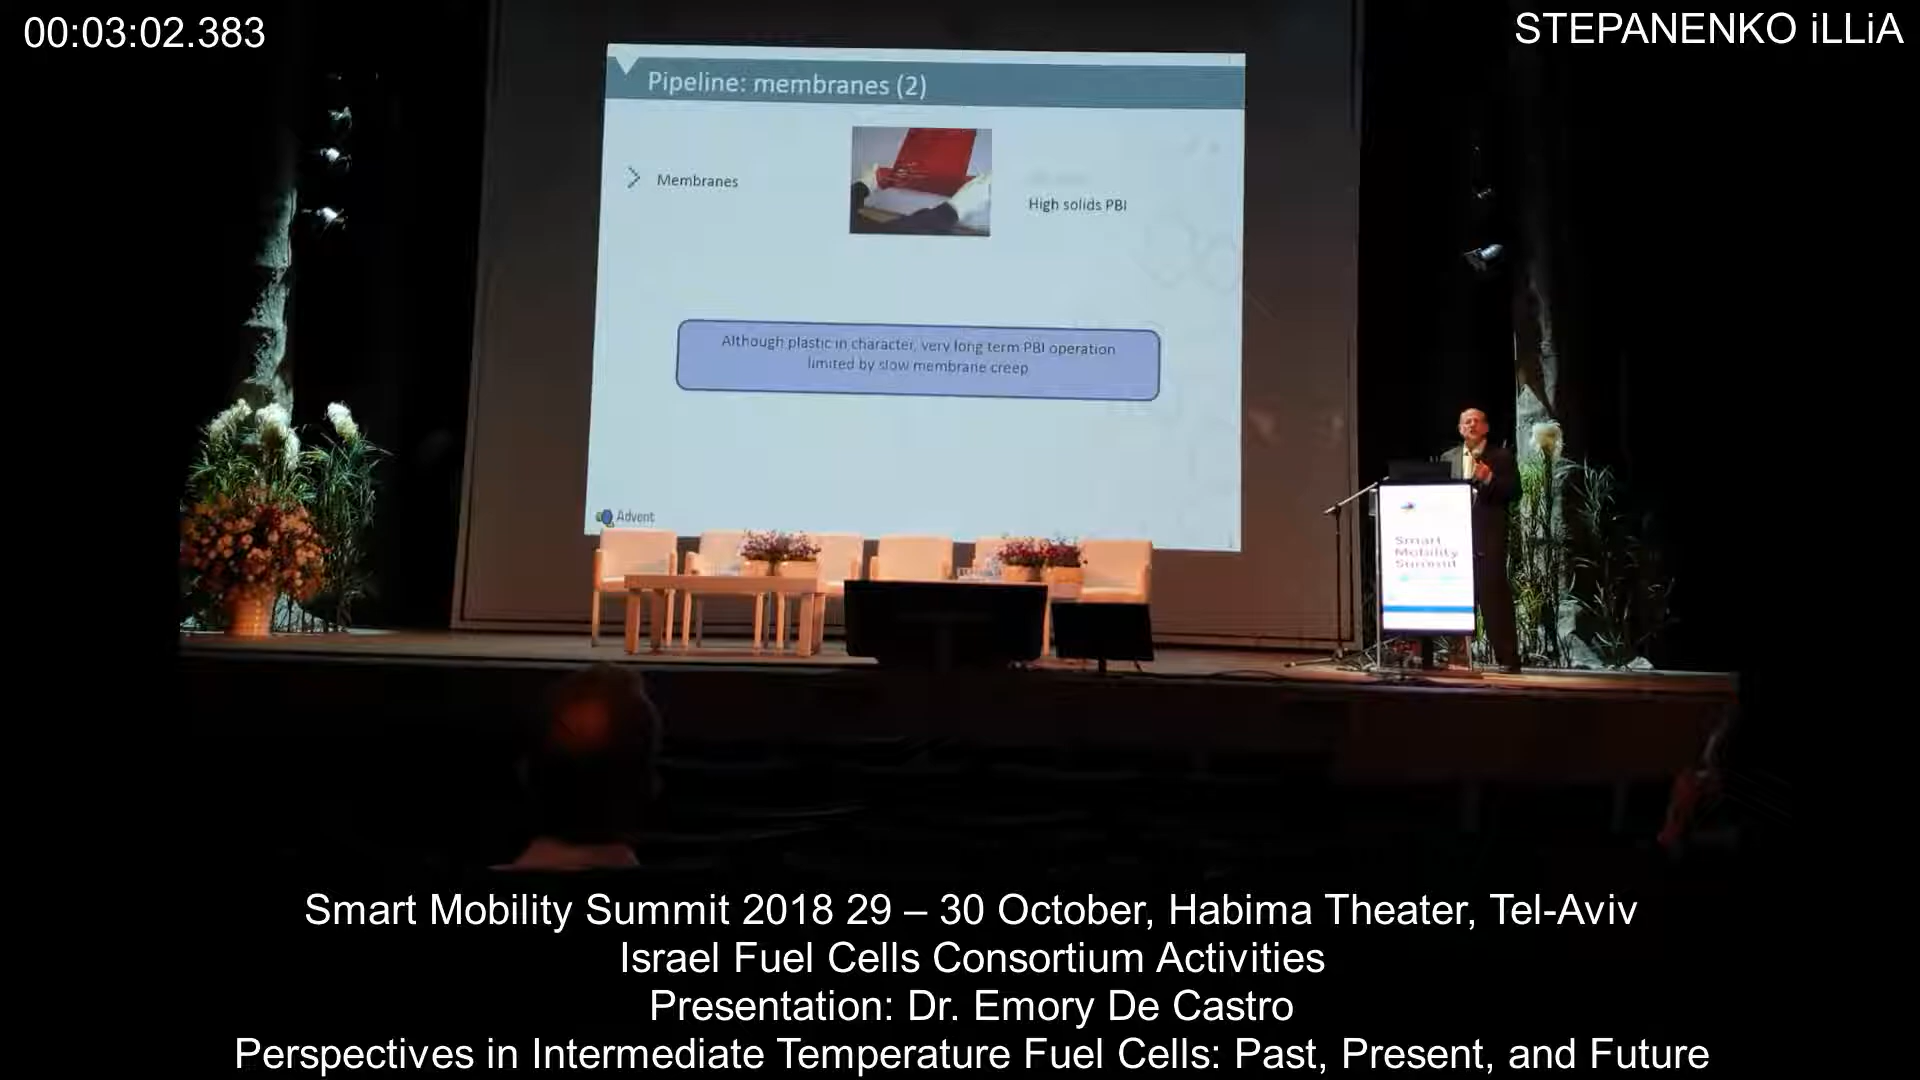 00:03:02.383
STEPANENKO iLLiA
Pipeline: membranes (2)
Membranes
High solids PBI
Although plastic in character, very long term PBI operation
limited by slow membrane creep
Advent
Smart
Mobility
Summit
Smart Mobility Summit 2018 29 – 30 October, Habima Theater, Tel-Aviv
Israel Fuel Cells Consortium Activities
Presentation: Dr. Emory De Castro
Perspectives in Intermediate Temperature Fuel Cells: Past, Present, and Future